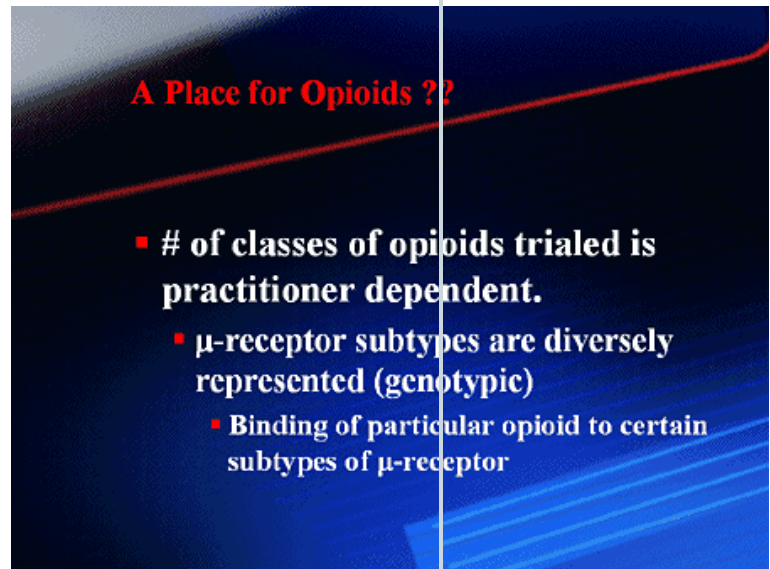 A Place for Opioids ??
# of classes of opioids trialed is
practitioner dependent.
µ-receptor subtypes are diversely
represented (genotypic)
Binding of particular opioid to certain
subtypes of µ-receptor